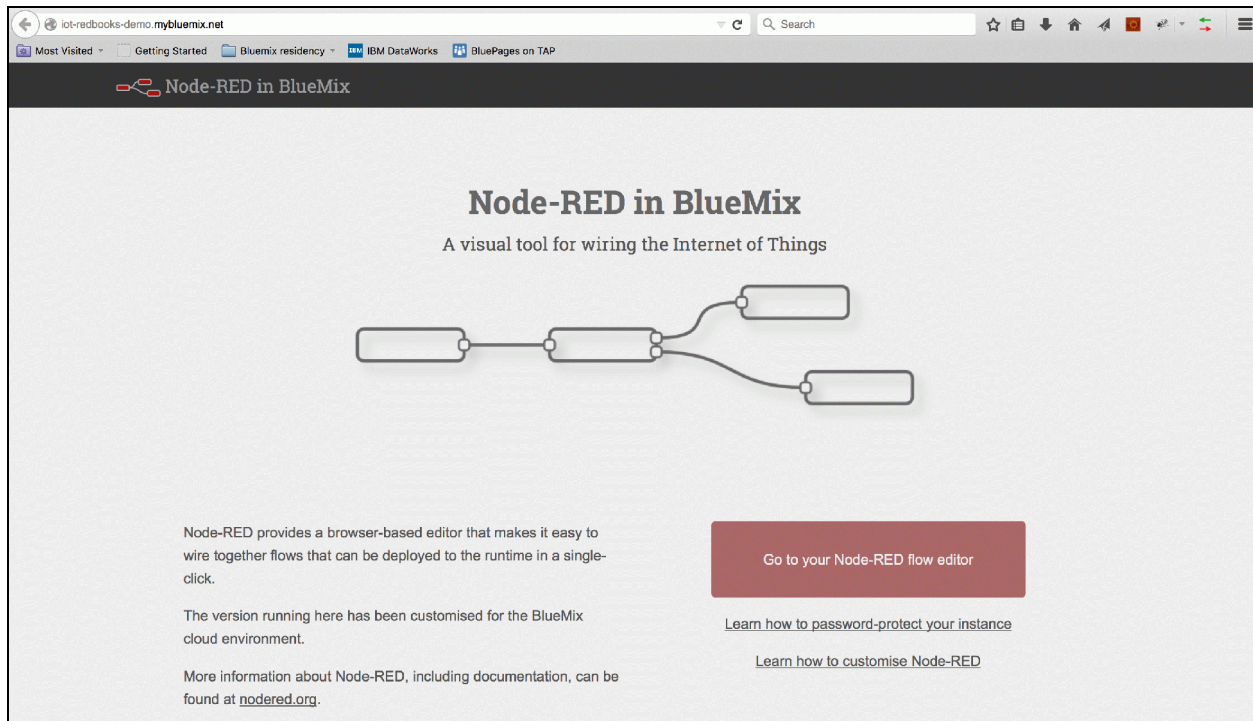 iot-redbooks-demo.mybluemix.net
Search
Most Visited
Getting Started
Bluemix residency
IBM
IBM DataWorks
BluePages on TAP
Node-RED in BlueMix
Node-RED in BlueMix
A visual tool for wiring the Internet of Things
Node-RED provides a browser-based editor that makes it easy to
wire together flows that can be deployed to the runtime in a single-
click.
The version running here has been customised for the BlueMix
cloud environment.
More information about Node-RED, including documentation, can be
found at nodered.org.
Go to your Node-RED flow editor
Learn how to password-protect your instance
Learn how to customise Node-RED